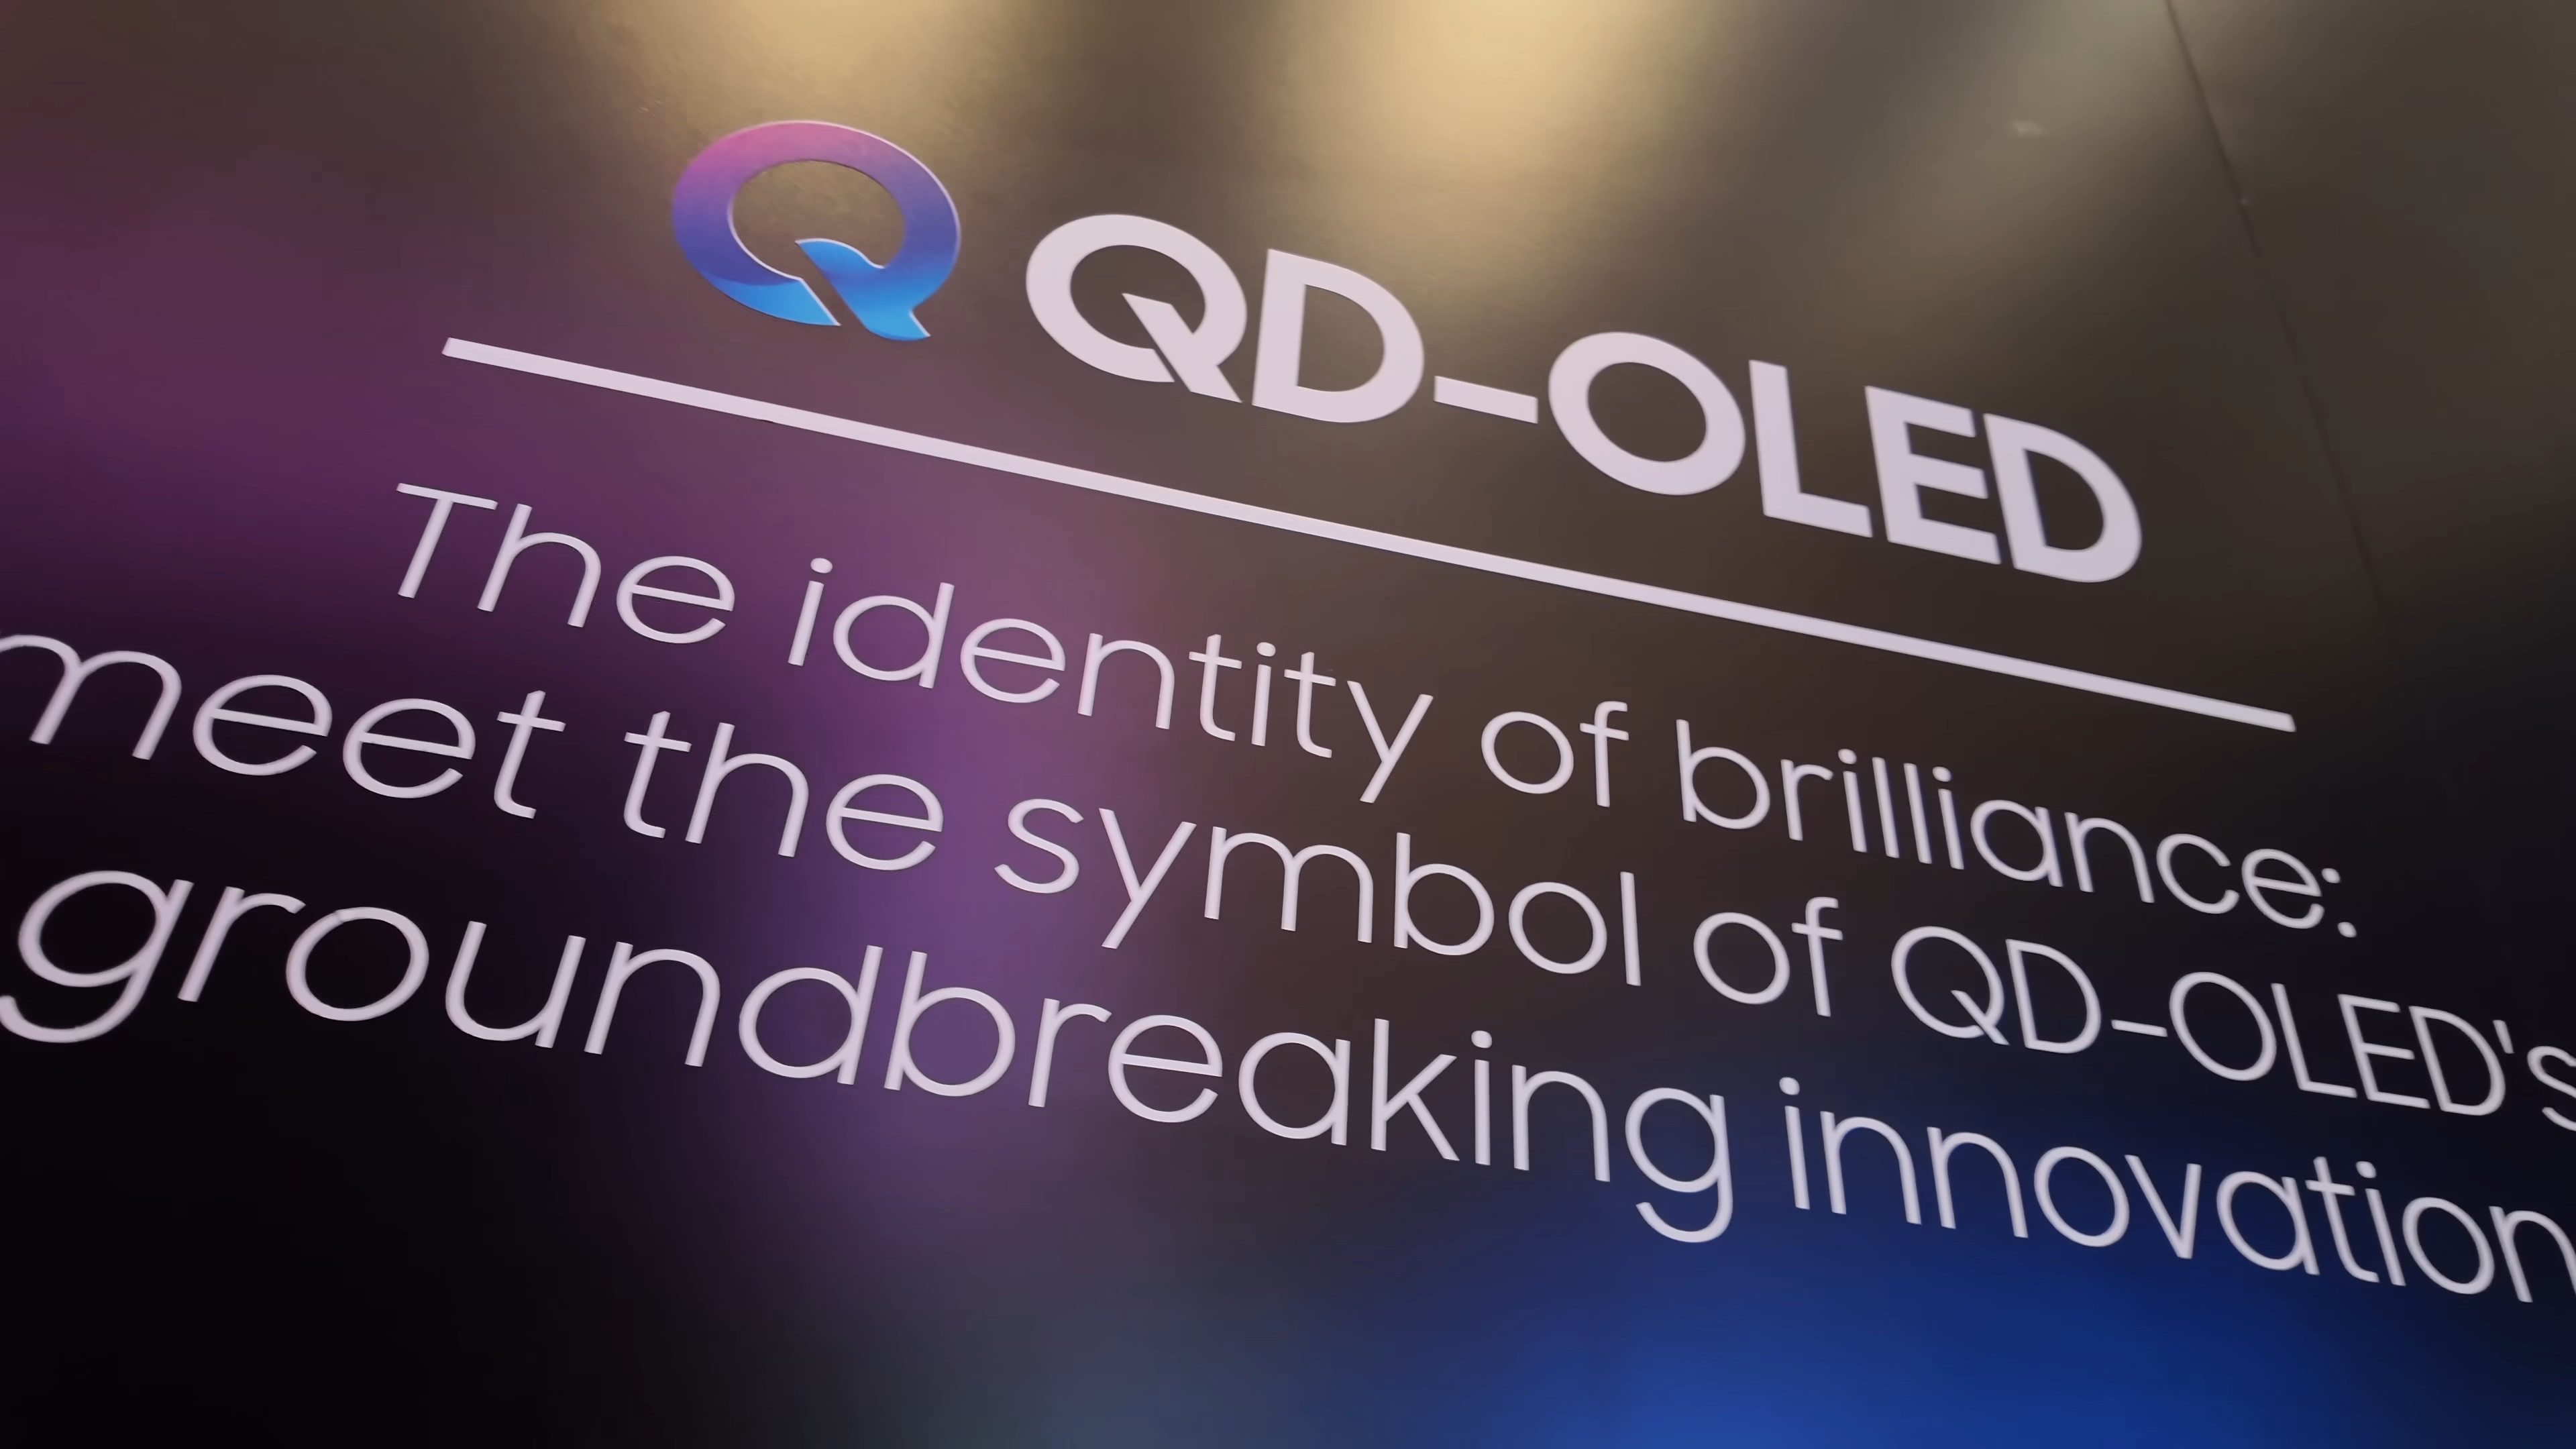 Q QD-OLED
The identity of brilliance:
meet the symbol of QD-OLED's
groundbreaking innovation